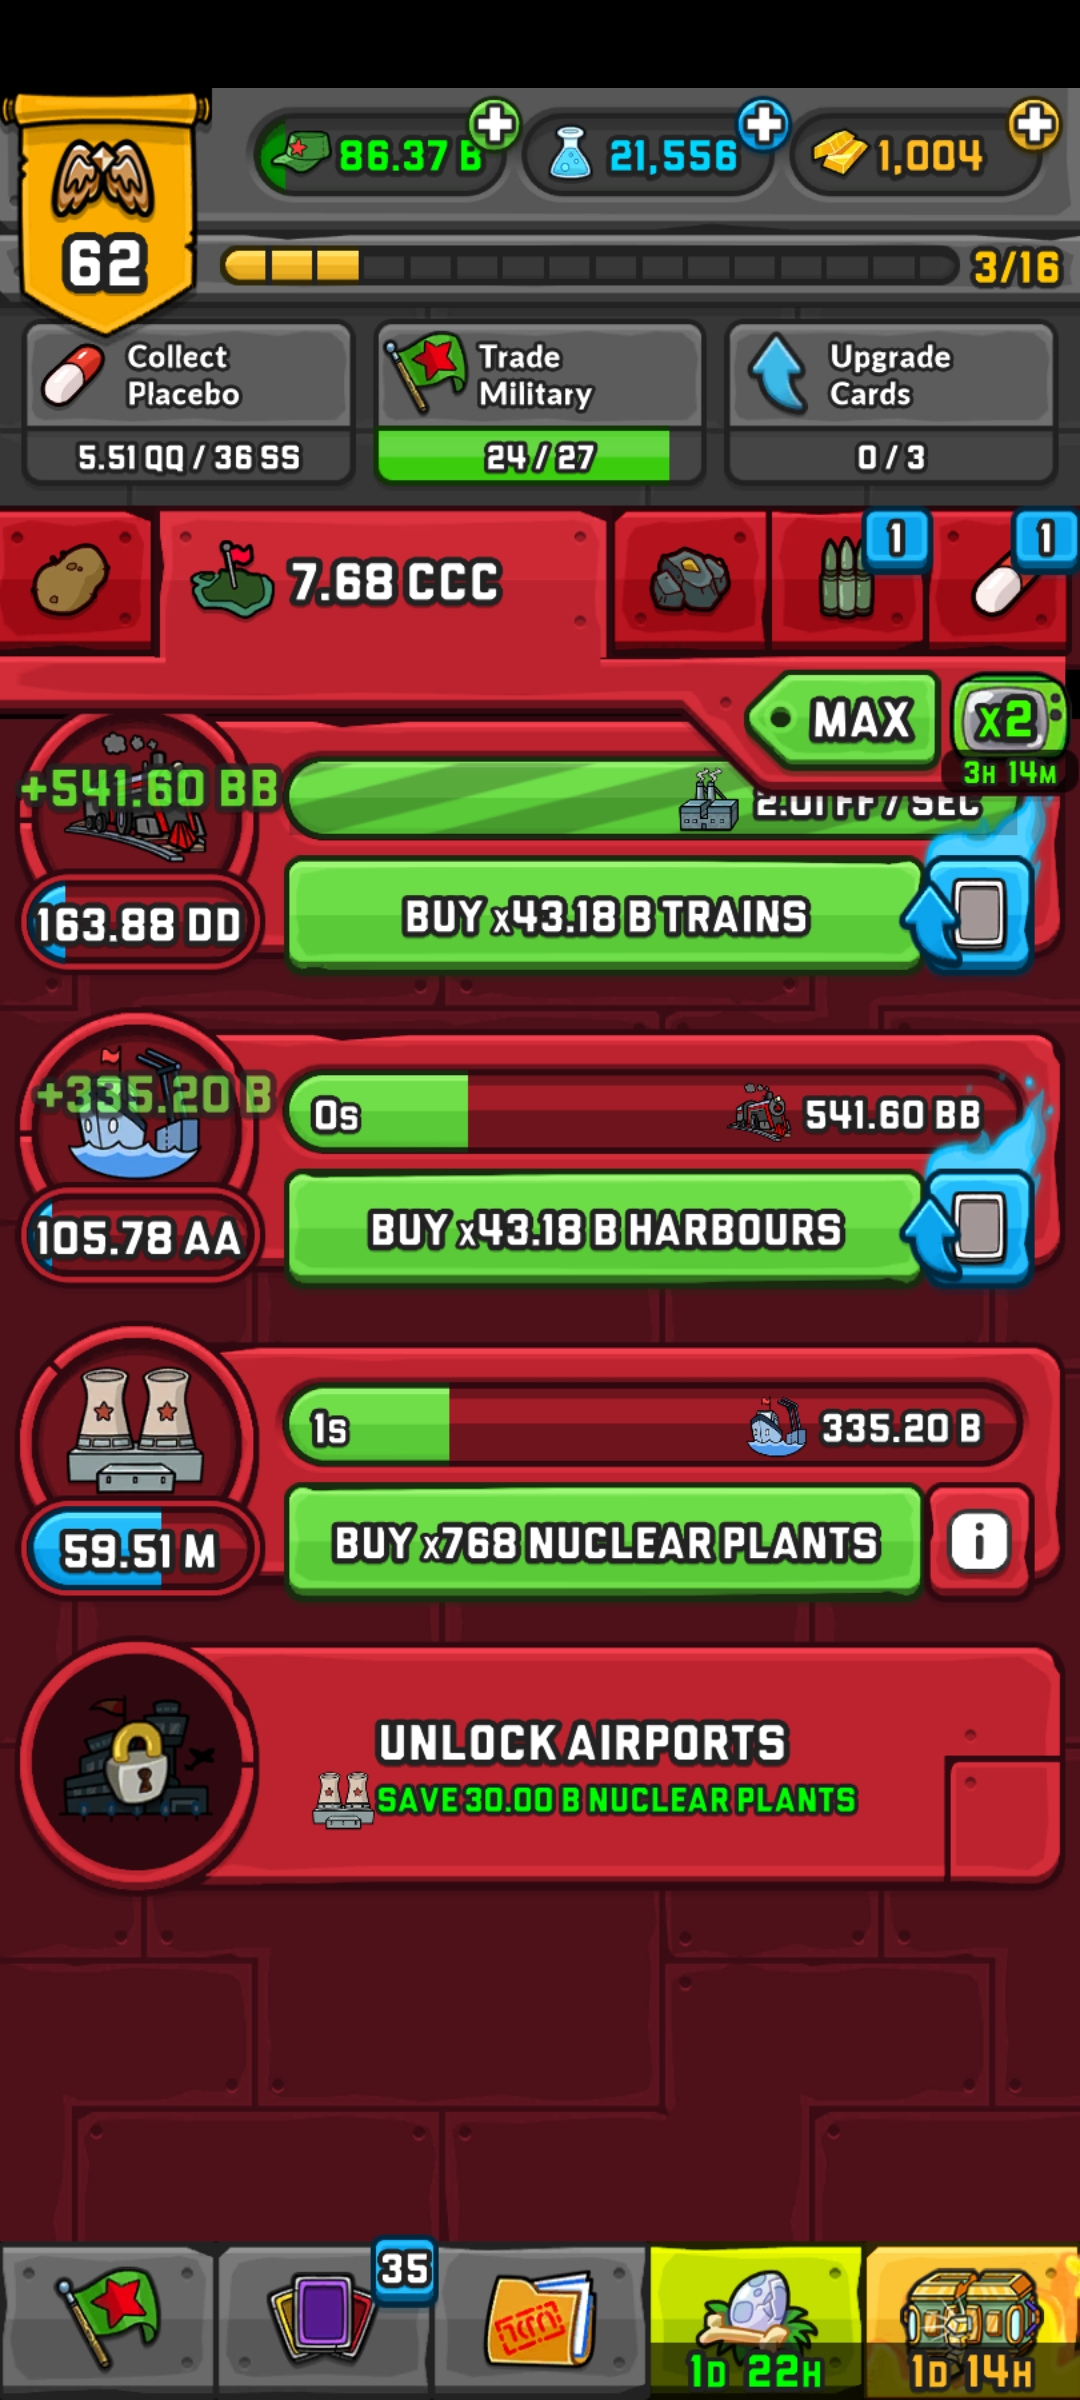 86.37 B
21,556
1,004
62
3/16
Collect
Placebo
5.51 QQ / 36 SS
Trade
Military
24 / 27
Upgrade
Cards
0 / 3
7.68 CCC
1
1
MAX
x2
3H 14M
+541.60 BB
2.01 FF / SEC
163.88 DD
BUY x43.18 B TRAINS
+335.20 B
0s
541.60 BB
105.78 AA
BUY x43.18 B HARBOURS
1s
335.20 B
59.51 M
BUY x768 NUCLEAR PLANTS
i
UNLOCK AIRPORTS
SAVE 30.00 B NUCLEAR PLANTS
35
1D 22H
1D 14H